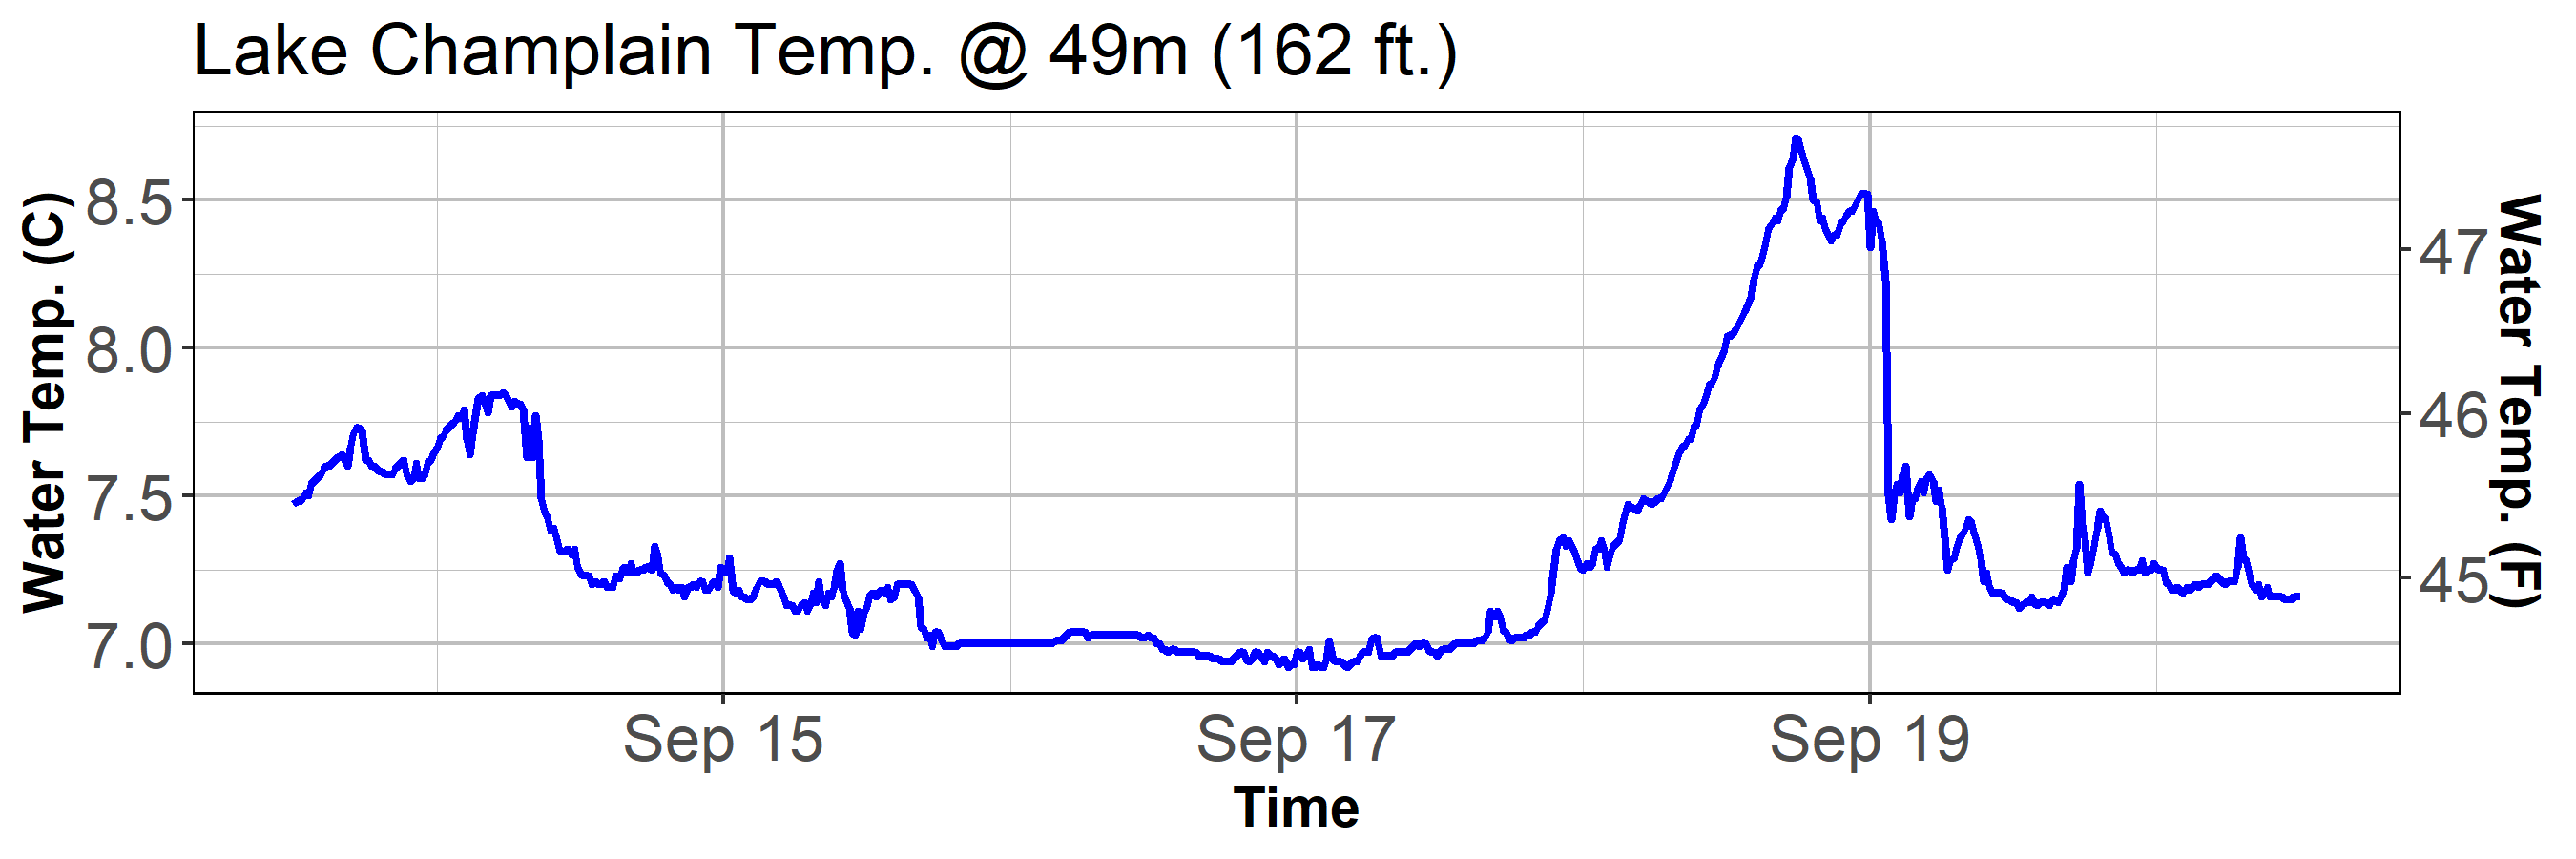 Lake Champlain Temp. @ 49m (162 ft.)
Water Temp. (C)
8.5
8.0
7.5
7.0
47
46
45
Water Temp. (F)
Sep 15 Sep 17 Sep 19
Time